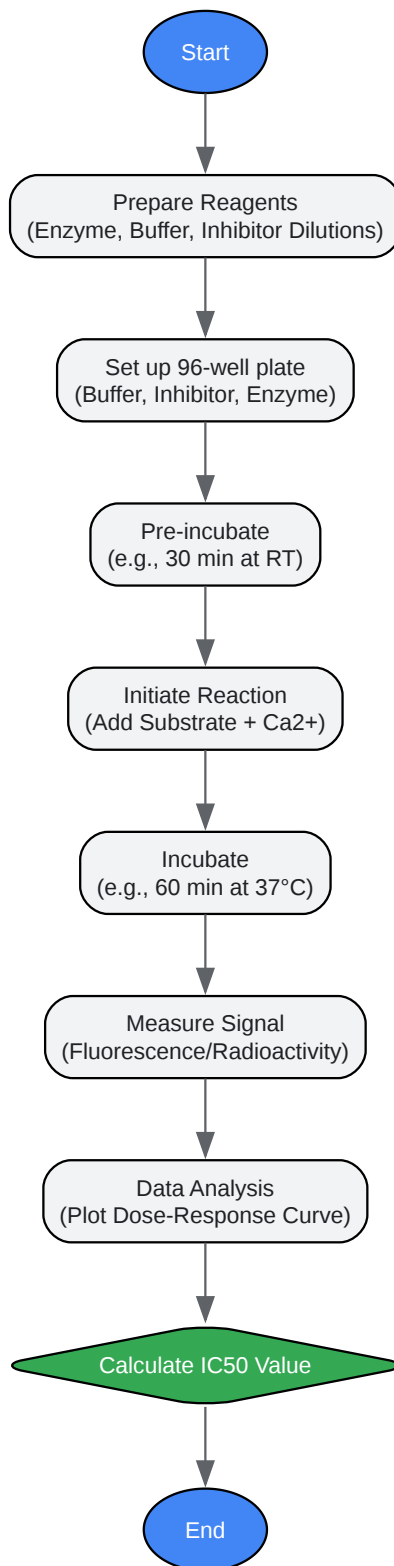 Start
Prepare Reagents
(Enzyme, Buffer, Inhibitor Dilutions)
Set up 96-well plate
(Buffer, Inhibitor, Enzyme)
Pre-incubate
(e.g., 30 min at RT)
Initiate Reaction
(Add Substrate + Ca2+)
Incubate
(e.g., 60 min at 37°C)
Measure Signal
(Fluorescence/Radioactivity)
Data Analysis
(Plot Dose-Response Curve)
Calculate IC50 Value
End